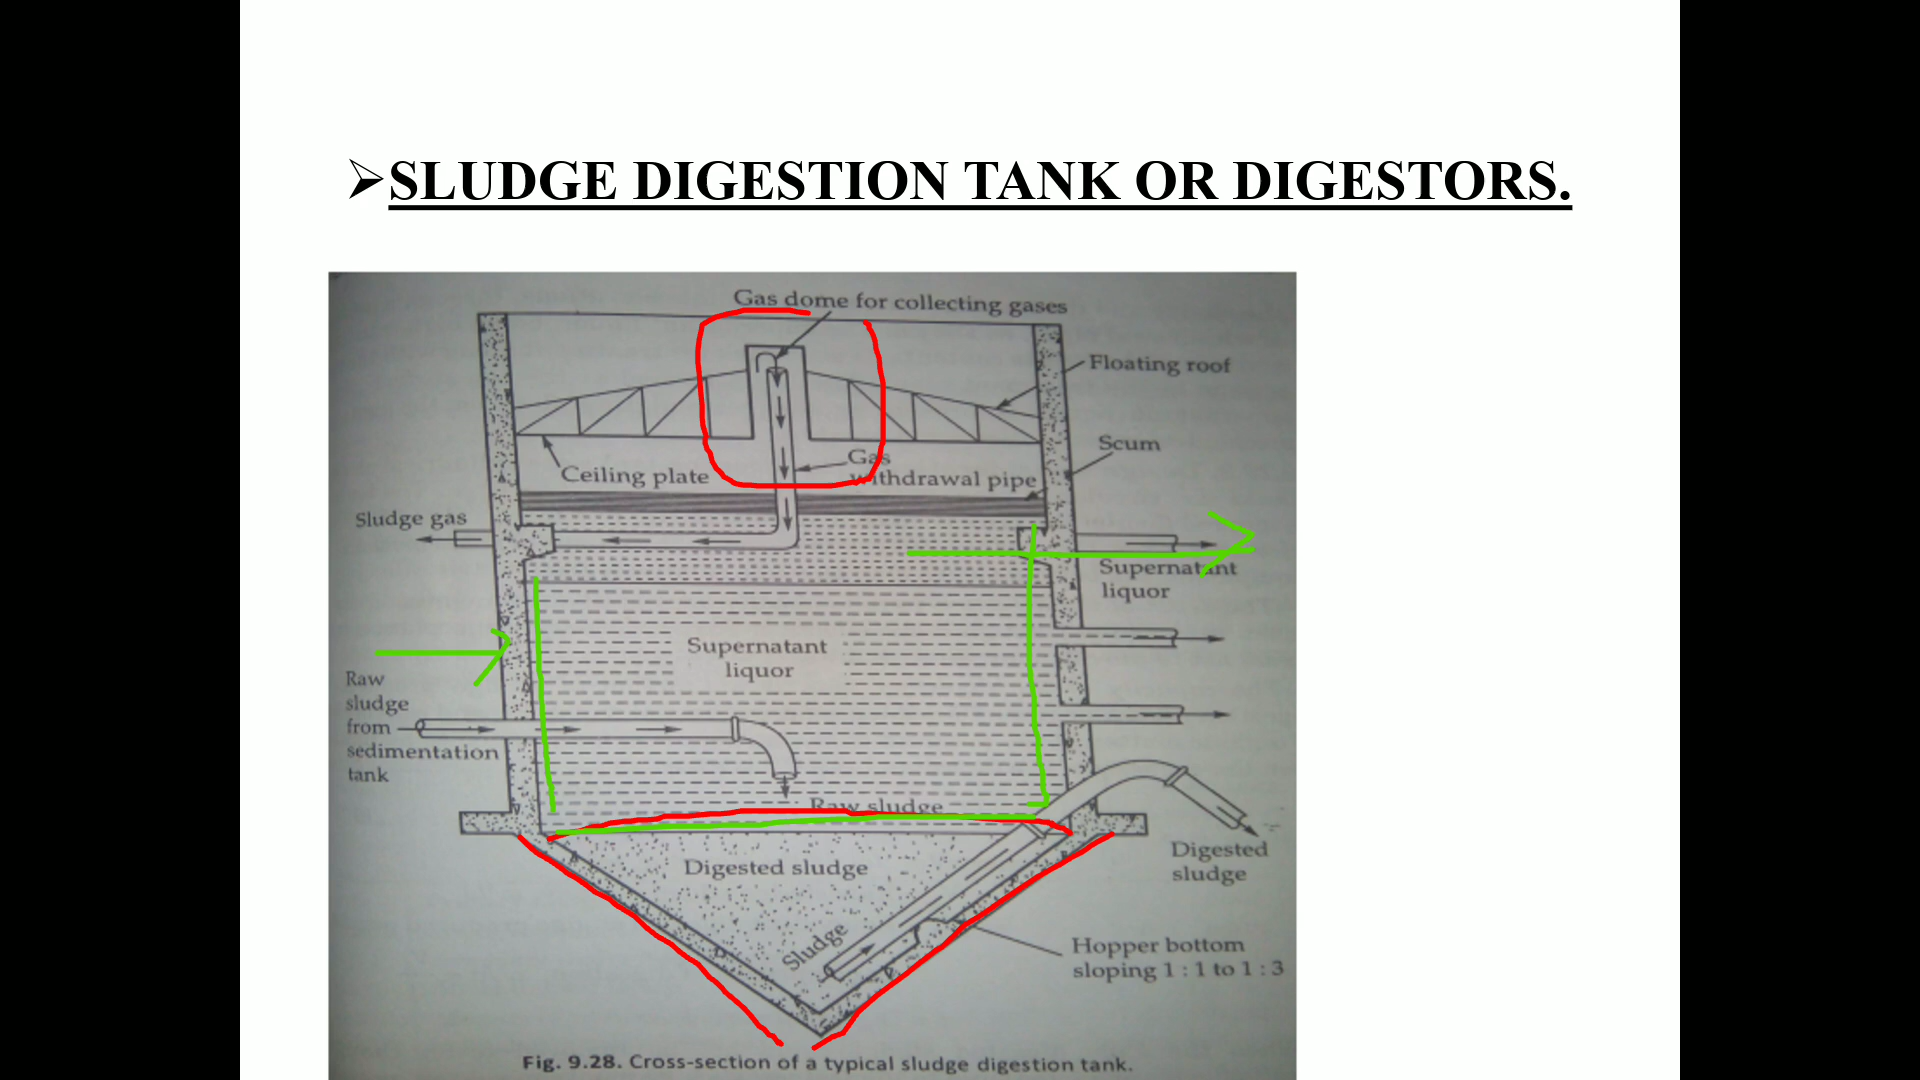 ➢SLUDGE DIGESTION TANK OR DIGESTORS.
Gas dome for collecting gases
Floating roof
Scum
Gas
withdrawal pipe
Ceiling plate
Sludge gas
Supernatant
liquor
Supernatant
liquor
Raw
sludge
from
sedimentation
tank
Raw sludge
Digested sludge
Digested
sludge
Sludge
Hopper bottom
sloping 1 : 1 to 1 : 3
Fig. 9.28. Cross-section of a typical sludge digestion tank.